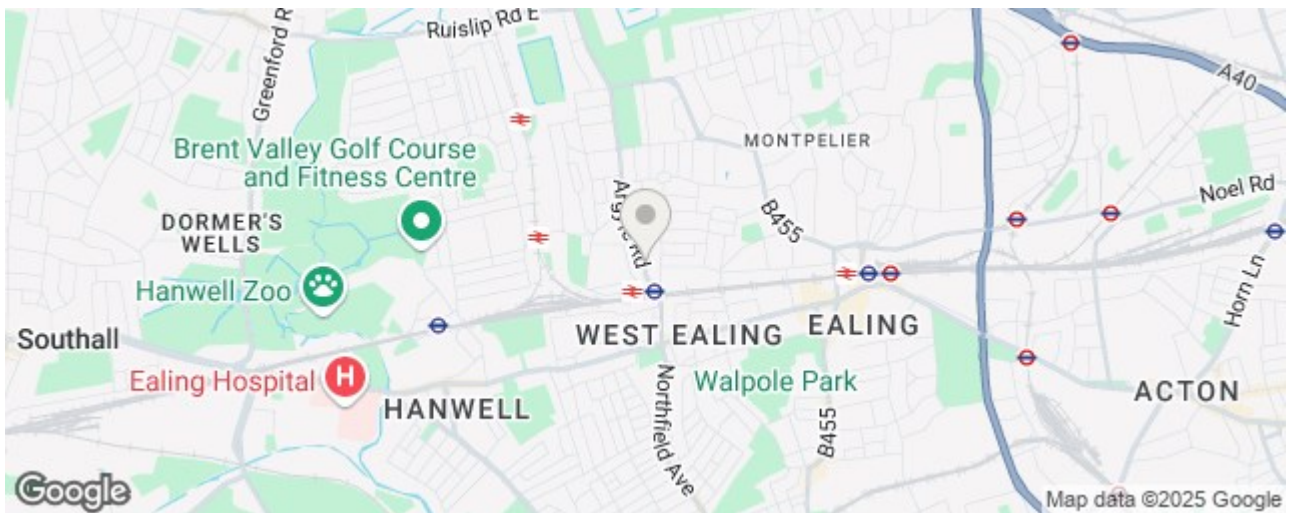 Ruislip Rd E
Greenford R
A40
MONTPELIER
Brent Valley Golf Course
and Fitness Centre
Noel Rd
Argyle Rd
B455
DORMER'S
WELLS
Hanwell Zoo
Horn Ln
Southall
WEST EALING
EALING
Ealing Hospital
H
Walpole Park
ACTON
HANWELL
Northfield Ave
B455
Google
Map data ©2025 Google